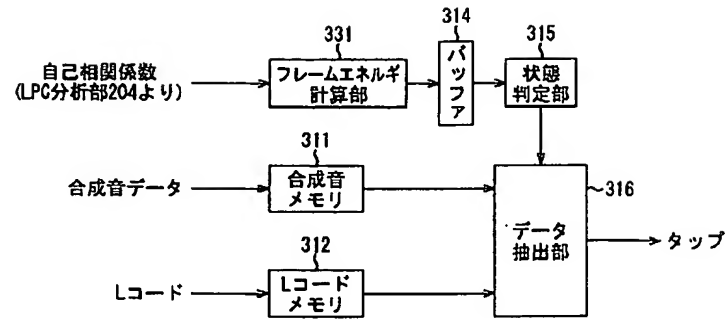 314
331
315
自己相関係数
(LPC分析部204より)
フレームエネルギ
計算部
バッファ
状態
判定部
311
合成音データ
合成音
メモリ
316
データ
抽出部
タップ
312
Lコード
Lコード
メモリ